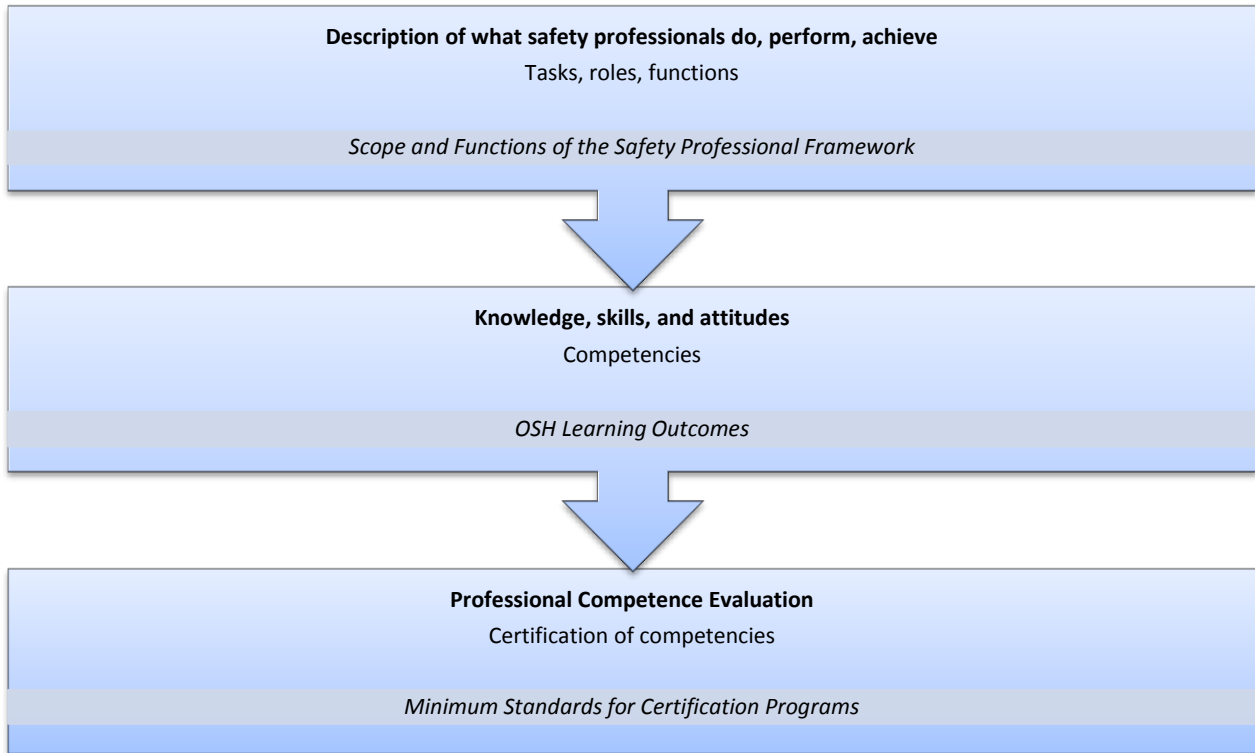 Description of what safety professionals do, perform, achieve
Tasks, roles, functions
Scope and Functions of the Safety Professional Framework
Knowledge, skills, and attitudes
Competencies
OSH Learning Outcomes
Professional Competence Evaluation
Certification of competencies
Minimum Standards for Certification Programs